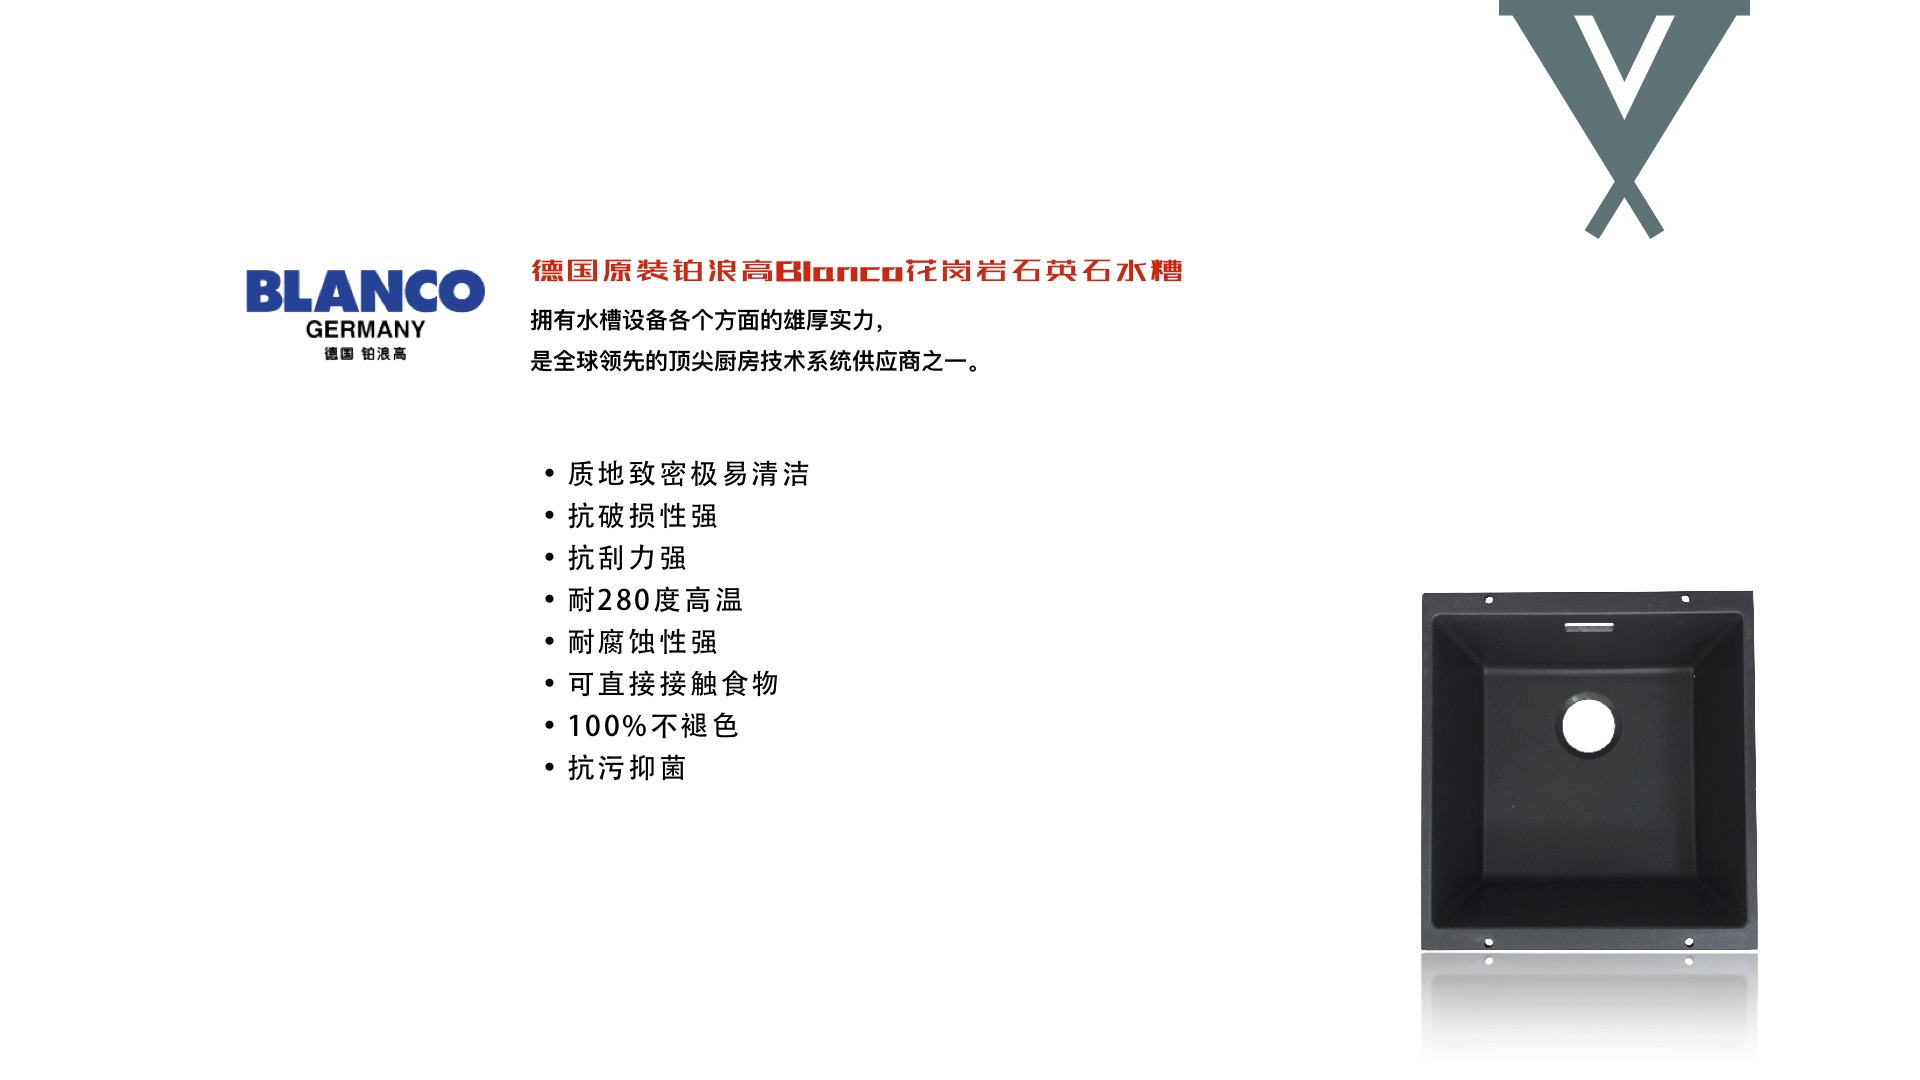 BLANCO
GERMANY
德国 铂浪高
德国原装铂浪高Blanco花岗岩石英石水糟
拥有水槽设备各个方面的雄厚实力，
是全球领先的顶尖厨房技术系统供应商之一。
• 质地致密极易清洁
• 抗破损性强
• 抗刮力强
• 耐280度高温
• 耐腐蚀性强
• 可直接接触食物
• 100%不褪色
• 抗污抑菌